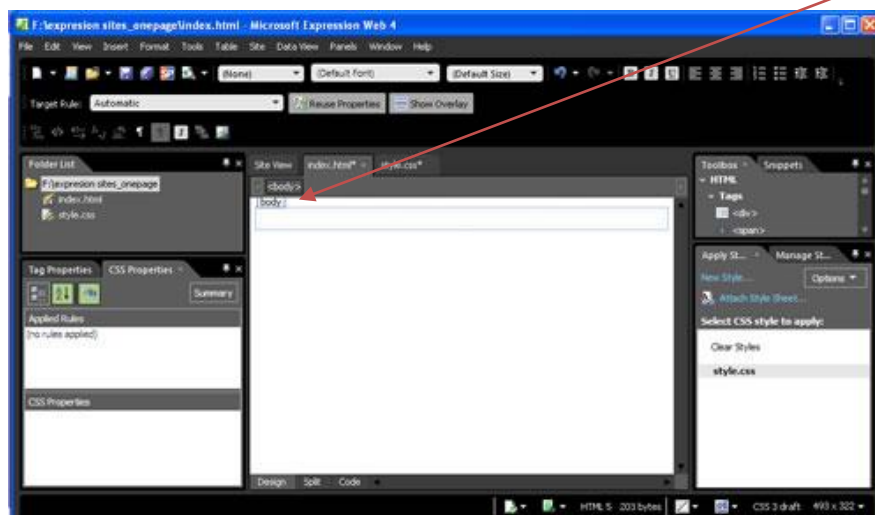 F:\expresion sites_onepage\index.html - Microsoft Expression Web 4
File Edit View Insert Format Tools Table Site Data View Panels Window Help
(None) (Default Font) (Default Size)
Target Rule: Automatic Reuse Properties Show Overlay
Folder List
F:\expresion sites_onepage
index.html
style.css
Tag Properties CSS Properties
Summary
Applied Rules
(no rules applied)
CSS Properties
Site View index.html* style.css*
<body>
body
Design Split Code
Toolbox Snippets
HTML
Tags
<div>
<span>
Apply St... Manage St...
New Style... Options
Attach Style Sheet...
Select CSS style to apply:
Clear Styles
style.css
HTML 5 203 bytes CSS 3 draft 493 x 322